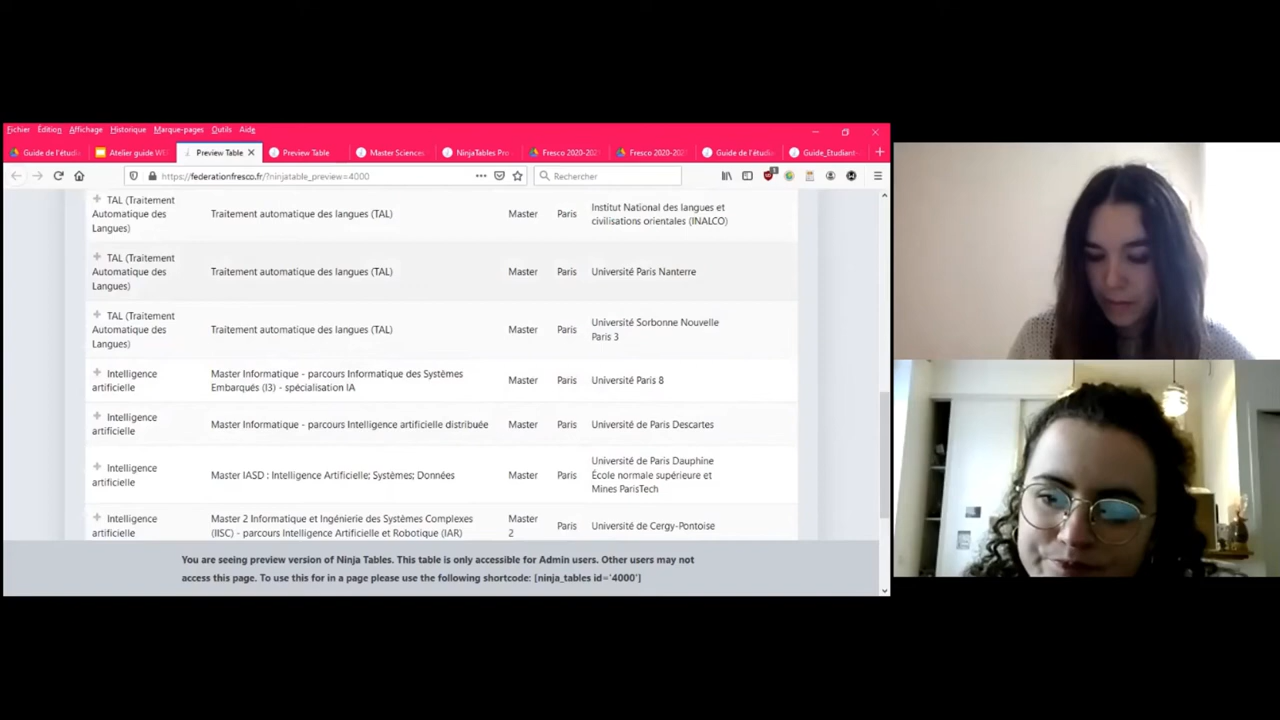 Fichier Édition Affichage Historique Marque-pages Outils Aide
Guide de l'étudi Atelier guide WE Preview Table Preview Table Master Sciences NinjaTables Pro Fresco 2020-202 Fresco 2020-202 Guide de l'étudi Guide_Etudiant-
https://federationfresco.fr/?ninjatable_preview=4000 Rechercher
TAL (Traitement
Automatique des
Langues)
Traitement automatique des langues (TAL)
Master
Paris
Institut National des langues et
civilisations orientales (INALCO)
TAL (Traitement
Automatique des
Langues)
Traitement automatique des langues (TAL)
Master
Paris
Université Paris Nanterre
TAL (Traitement
Automatique des
Langues)
Traitement automatique des langues (TAL)
Master
Paris
Université Sorbonne Nouvelle
Paris 3
Intelligence
artificielle
Master Informatique - parcours Informatique des Systèmes
Embarqués (I3) - spécialisation IA
Master
Paris
Université Paris 8
Intelligence
artificielle
Master Informatique - parcours Intelligence artificielle distribuée
Master
Paris
Université de Paris Descartes
Intelligence
artificielle
Master IASD : Intelligence Artificielle; Systèmes; Données
Master
Paris
Université de Paris Dauphine
École normale supérieure et
Mines ParisTech
Intelligence
artificielle
Master 2 Informatique et Ingénierie des Systèmes Complexes
(IISC) - parcours Intelligence Artificielle et Robotique (IAR)
Master
2
Paris
Université de Cergy-Pontoise
You are seeing preview version of Ninja Tables. This table is only accessible for Admin users. Other users may not
access this page. To use this for in a page please use the following shortcode: [ninja_tables id='4000']